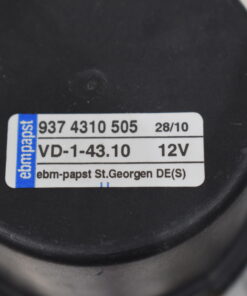 ebmpapst
937 4310 505 28/10
VD-1-43.10 12V
ebm-papst St.Georgen DE(S)